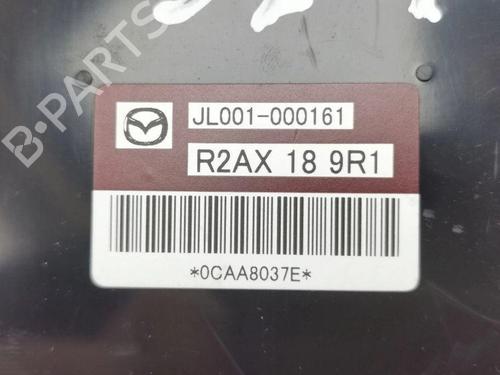 B-PARTS
JL001-000161
R2AX 18 9R1
*0CAA8037E*